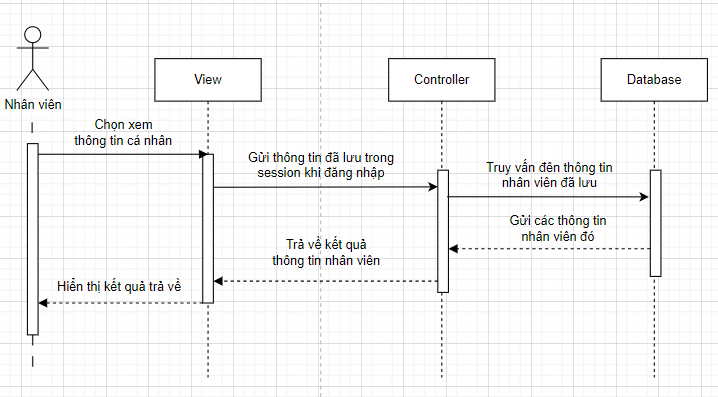 Nhân viên
View
Controller
Database
Chọn xem
thông tin cá nhân
Gửi thông tin đã lưu trong
session khi đăng nhập
Truy vấn đên thông tin
nhân viên đã lưu
Gửi các thông tin
nhân viên đó
Trả về kết quả
thông tin nhân viên
Hiển thị kết quả trả về